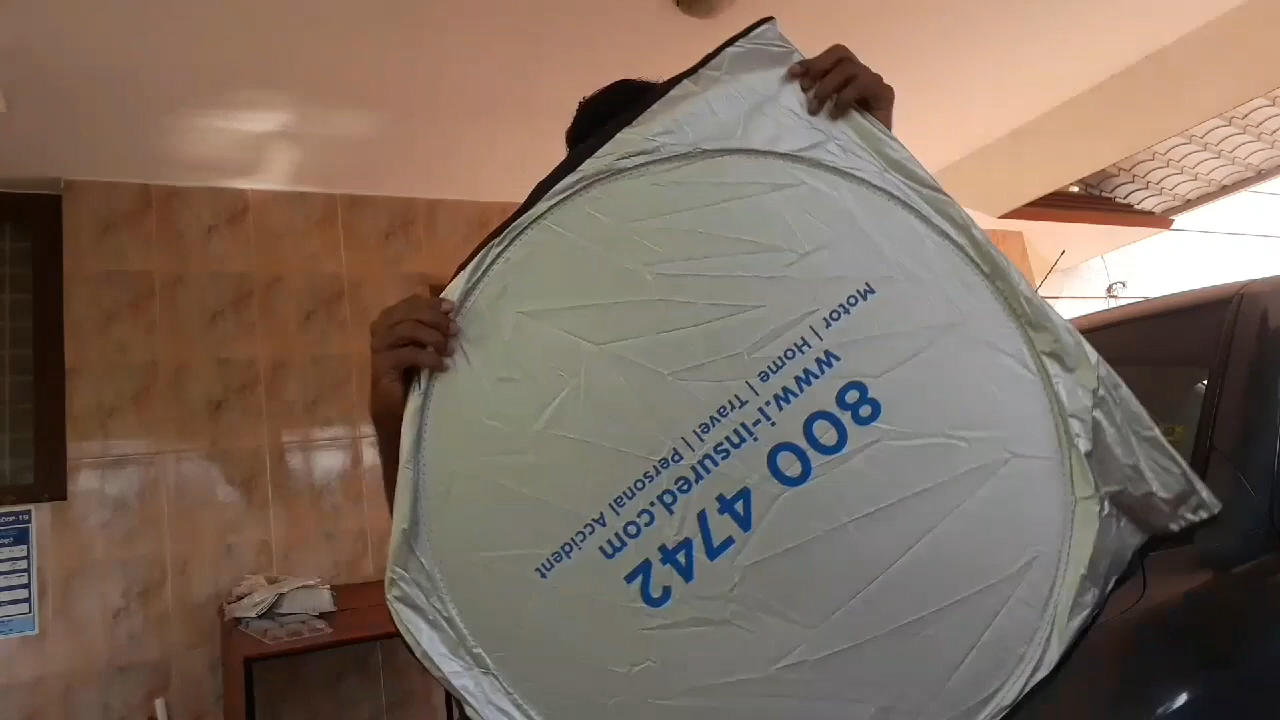 800 4742
www.i-insured.com
Motor | Home | Travel | Personal Accident